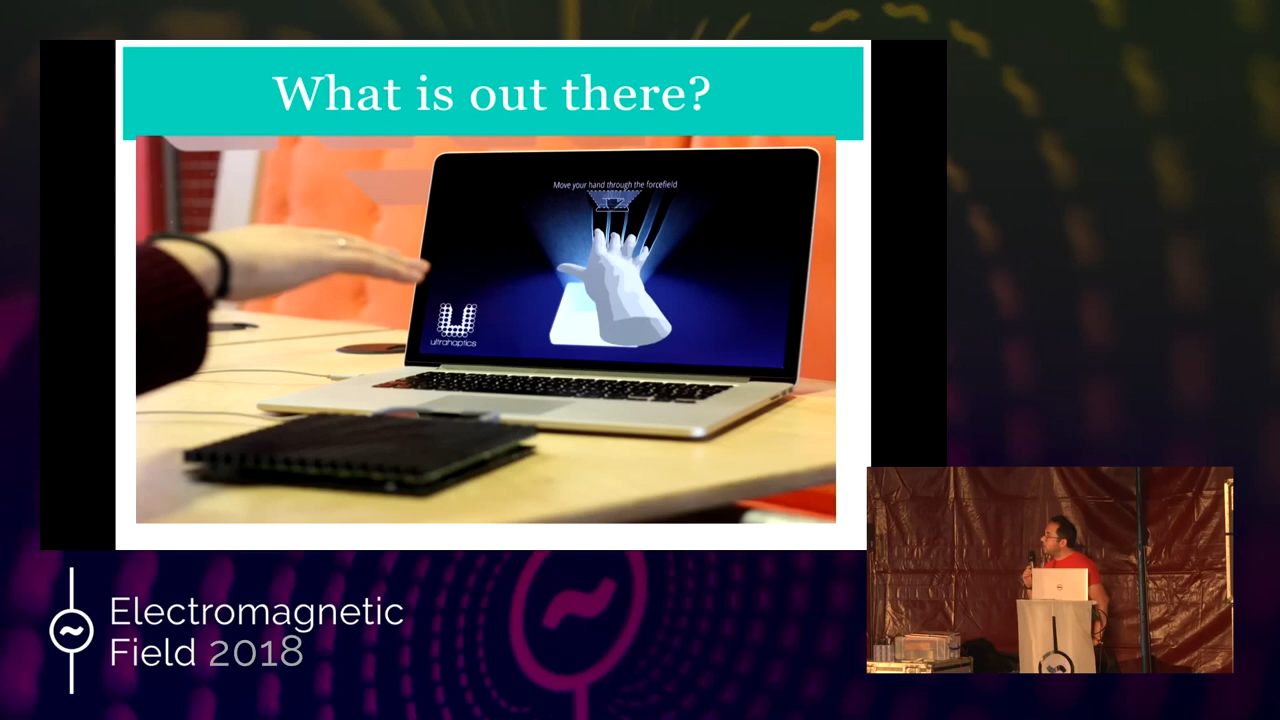 What is out there?
Move your hand through the forcefield
ultrahaptics
Electromagnetic
Field 2018